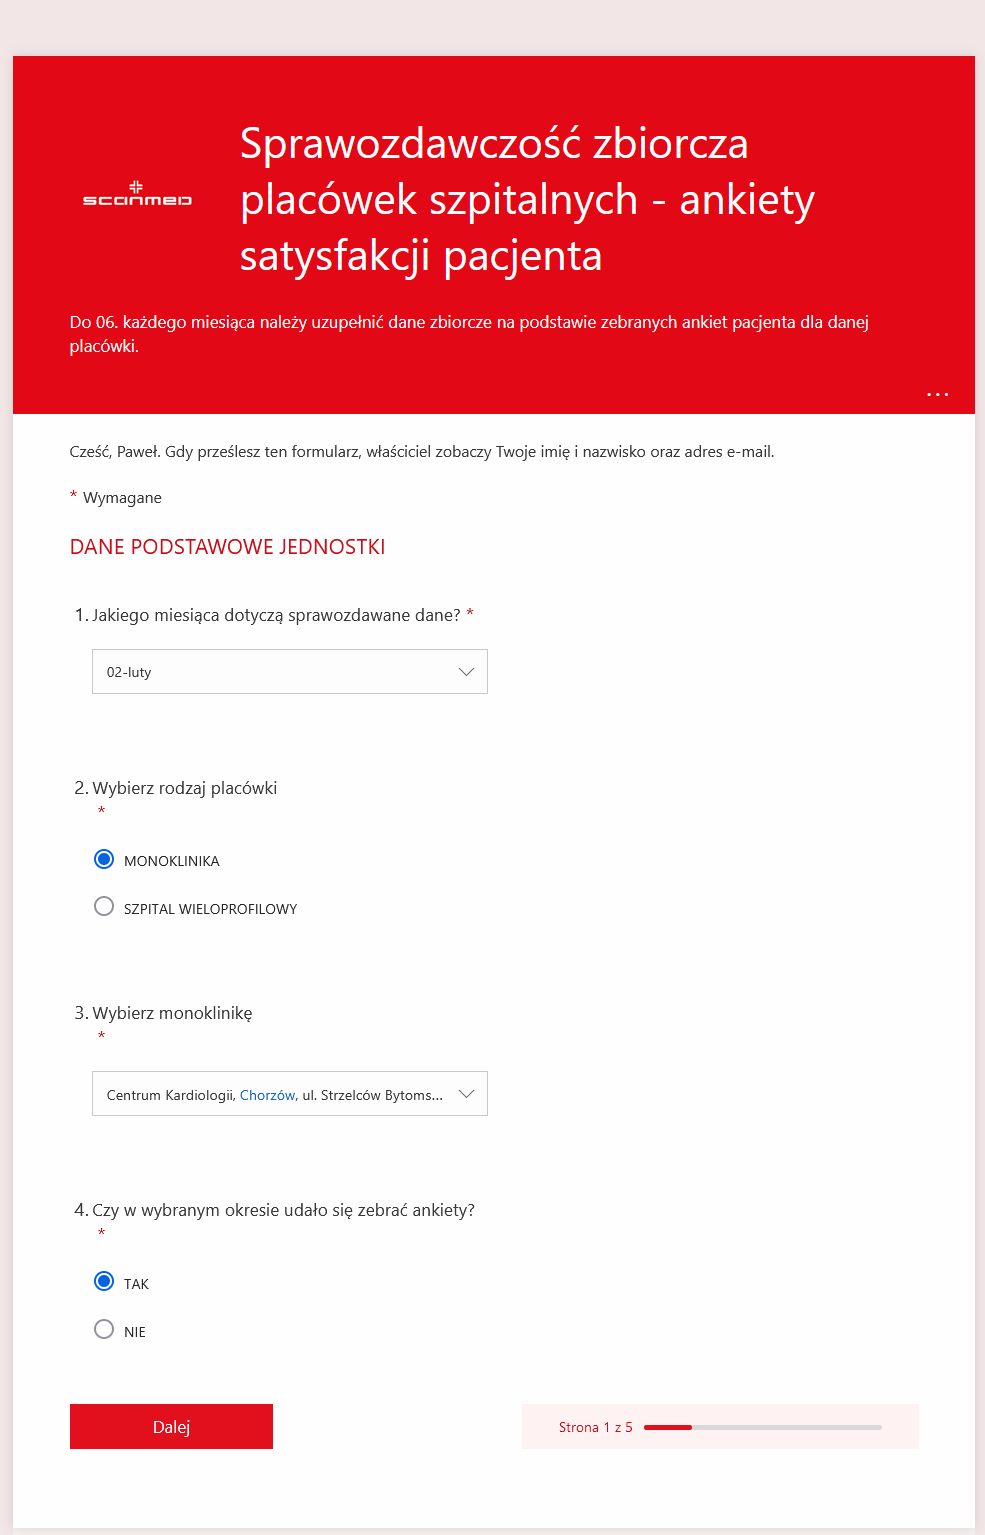 scanmed
Sprawozdawczość zbiorcza
placówek szpitalnych - ankiety
satysfakcji pacjenta
Do 06. każdego miesiąca należy uzupełnić dane zbiorcze na podstawie zebranych ankiet pacjenta dla danej
placówki.
...
Cześć, Paweł. Gdy prześlesz ten formularz, właściciel zobaczy Twoje imię i nazwisko oraz adres e-mail.
* Wymagane
DANE PODSTAWOWE JEDNOSTKI
1. Jakiego miesiąca dotyczą sprawozdawane dane? *
02-luty
2. Wybierz rodzaj placówki
*
MONOKLINIKA
SZPITAL WIELOPROFILOWY
3. Wybierz monoklinikę
*
Centrum Kardiologii, Chorzów, ul. Strzelców Bytoms...
4. Czy w wybranym okresie udało się zebrać ankiety?
*
TAK
NIE
Dalej
Strona 1 z 5